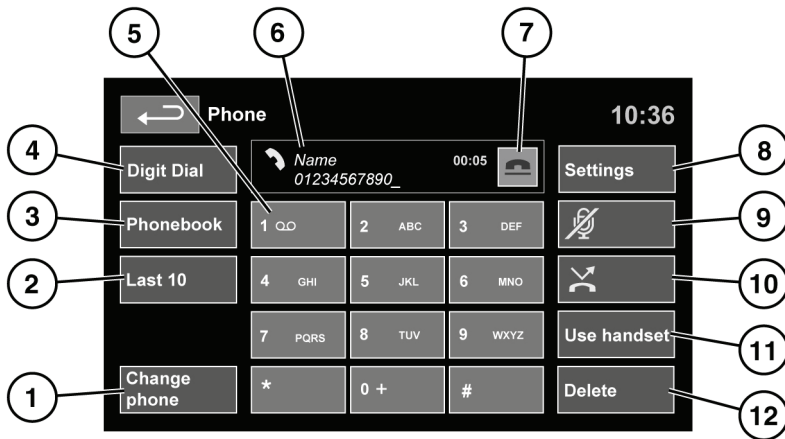 5
6
7
Phone
10:36
4
Digit Dial
Name
00:05
01234567890_
Settings
8
3
Phonebook
1
2 ABC
3 DEF
9
2
Last 10
4 GHI
5 JKL
6 MNO
10
7 PQRS
8 TUV
9 WXYZ
Use handset
11
1
Change
phone
*
0 +
#
Delete
12